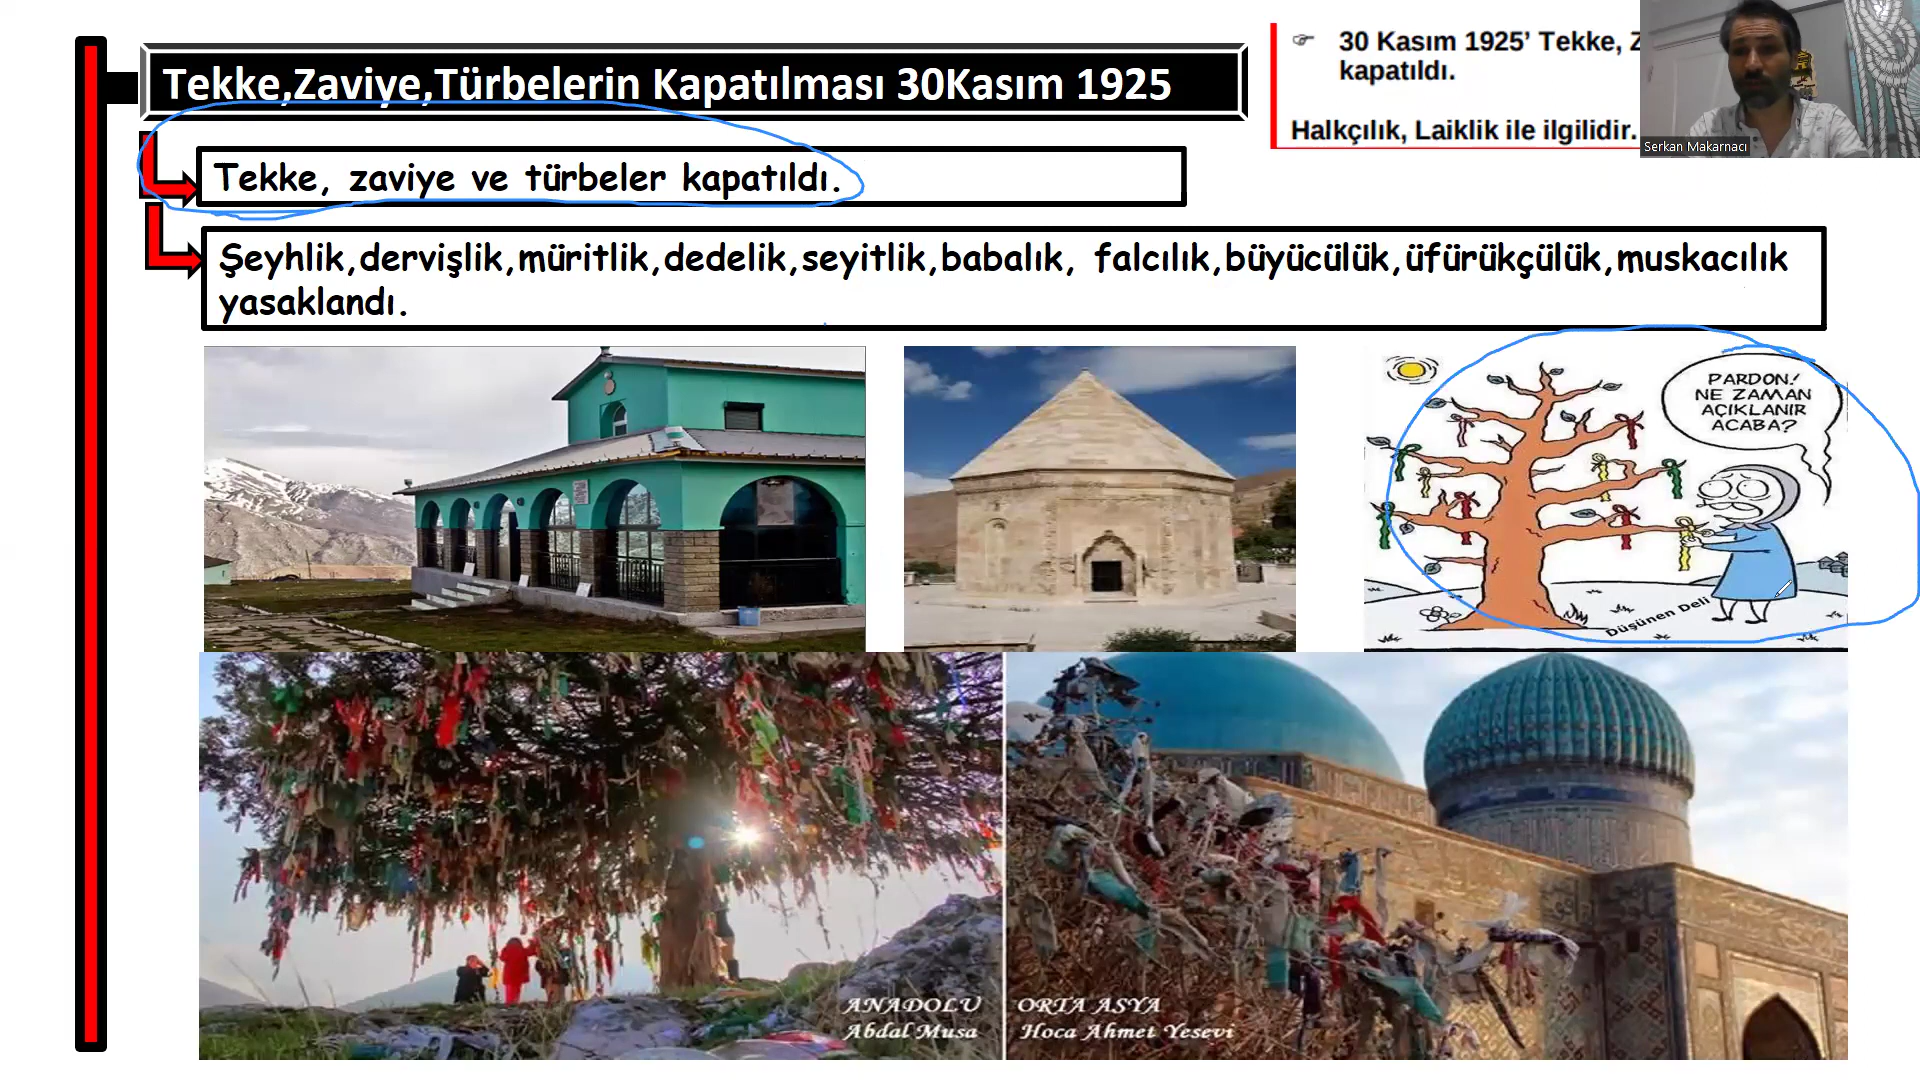 Tekke,Zaviye,Türbelerin Kapatılması 30Kasım 1925
☞ 30 Kasım 1925’ Tekke,
kapatıldı.
Halkçılık, Laiklik ile ilgilidir.
Serkan Makarnacı
Tekke, zaviye ve türbeler kapatıldı.
Şeyhlik,dervişlik,müritlik,dedelik,seyitlik,babalık, falcılık,büyücülük,üfürükçülük,muskacılık
yasaklandı.
PARDON!
NE ZAMAN
AÇIKLANIR
ACABA?
Düşünen Deli
ANADOLU
Abdal Musa
ORTA ASYA
Hoca Ahmet Yesevi